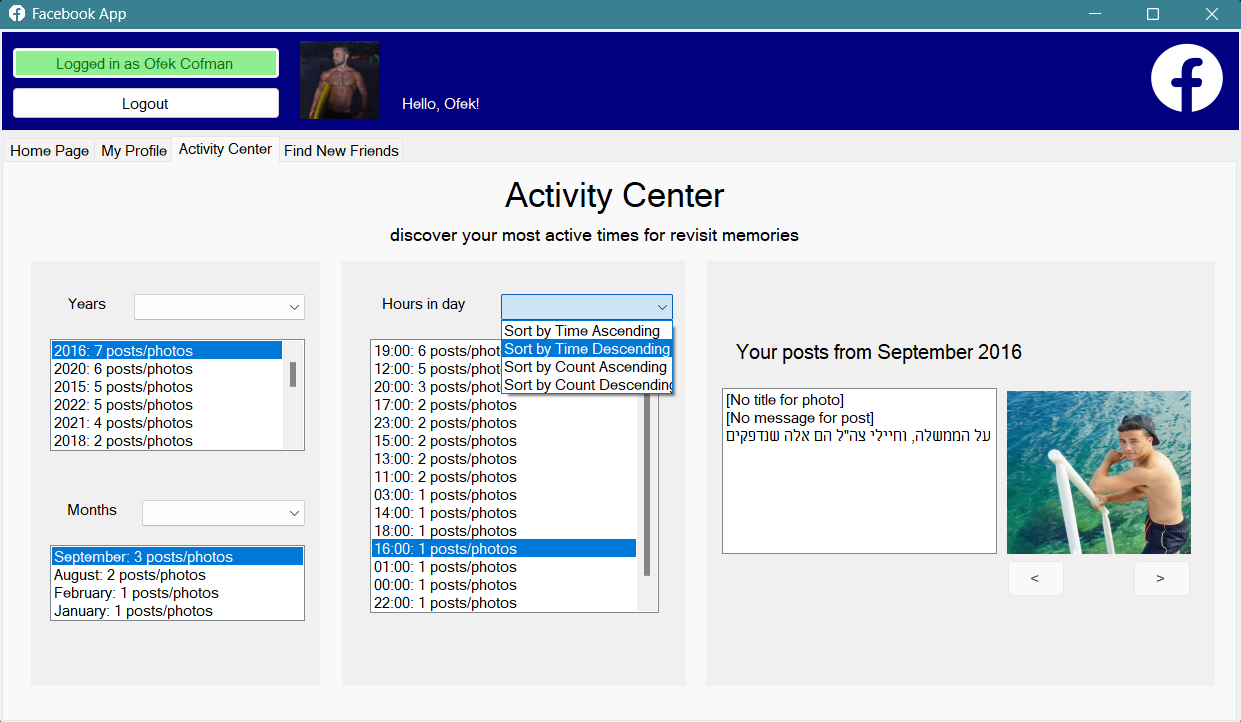 Facebook App
Logged in as Ofek Cofman
Logout
Hello, Ofek!
Home Page
My Profile
Activity Center
Find New Friends
Activity Center
discover your most active times for revisit memories
Years
2016: 7 posts/photos
2020: 6 posts/photos
2015: 5 posts/photos
2022: 5 posts/photos
2021: 4 posts/photos
2018: 2 posts/photos
Months
September: 3 posts/photos
August: 2 posts/photos
February: 1 posts/photos
January: 1 posts/photos
Hours in day
Sort by Time Ascending
Sort by Time Descending
Sort by Count Ascending
Sort by Count Descending
19:00: 6 posts/phot
12:00: 5 posts/phot
20:00: 3 posts/phot
17:00: 2 posts/photos
23:00: 2 posts/photos
15:00: 2 posts/photos
13:00: 2 posts/photos
11:00: 2 posts/photos
03:00: 1 posts/photos
14:00: 1 posts/photos
18:00: 1 posts/photos
16:00: 1 posts/photos
01:00: 1 posts/photos
00:00: 1 posts/photos
22:00: 1 posts/photos
Your posts from September 2016
[No title for photo]
[No message for post]
על הממשלה, וחיילי צה"ל הם אלה שנדפקים
<
>